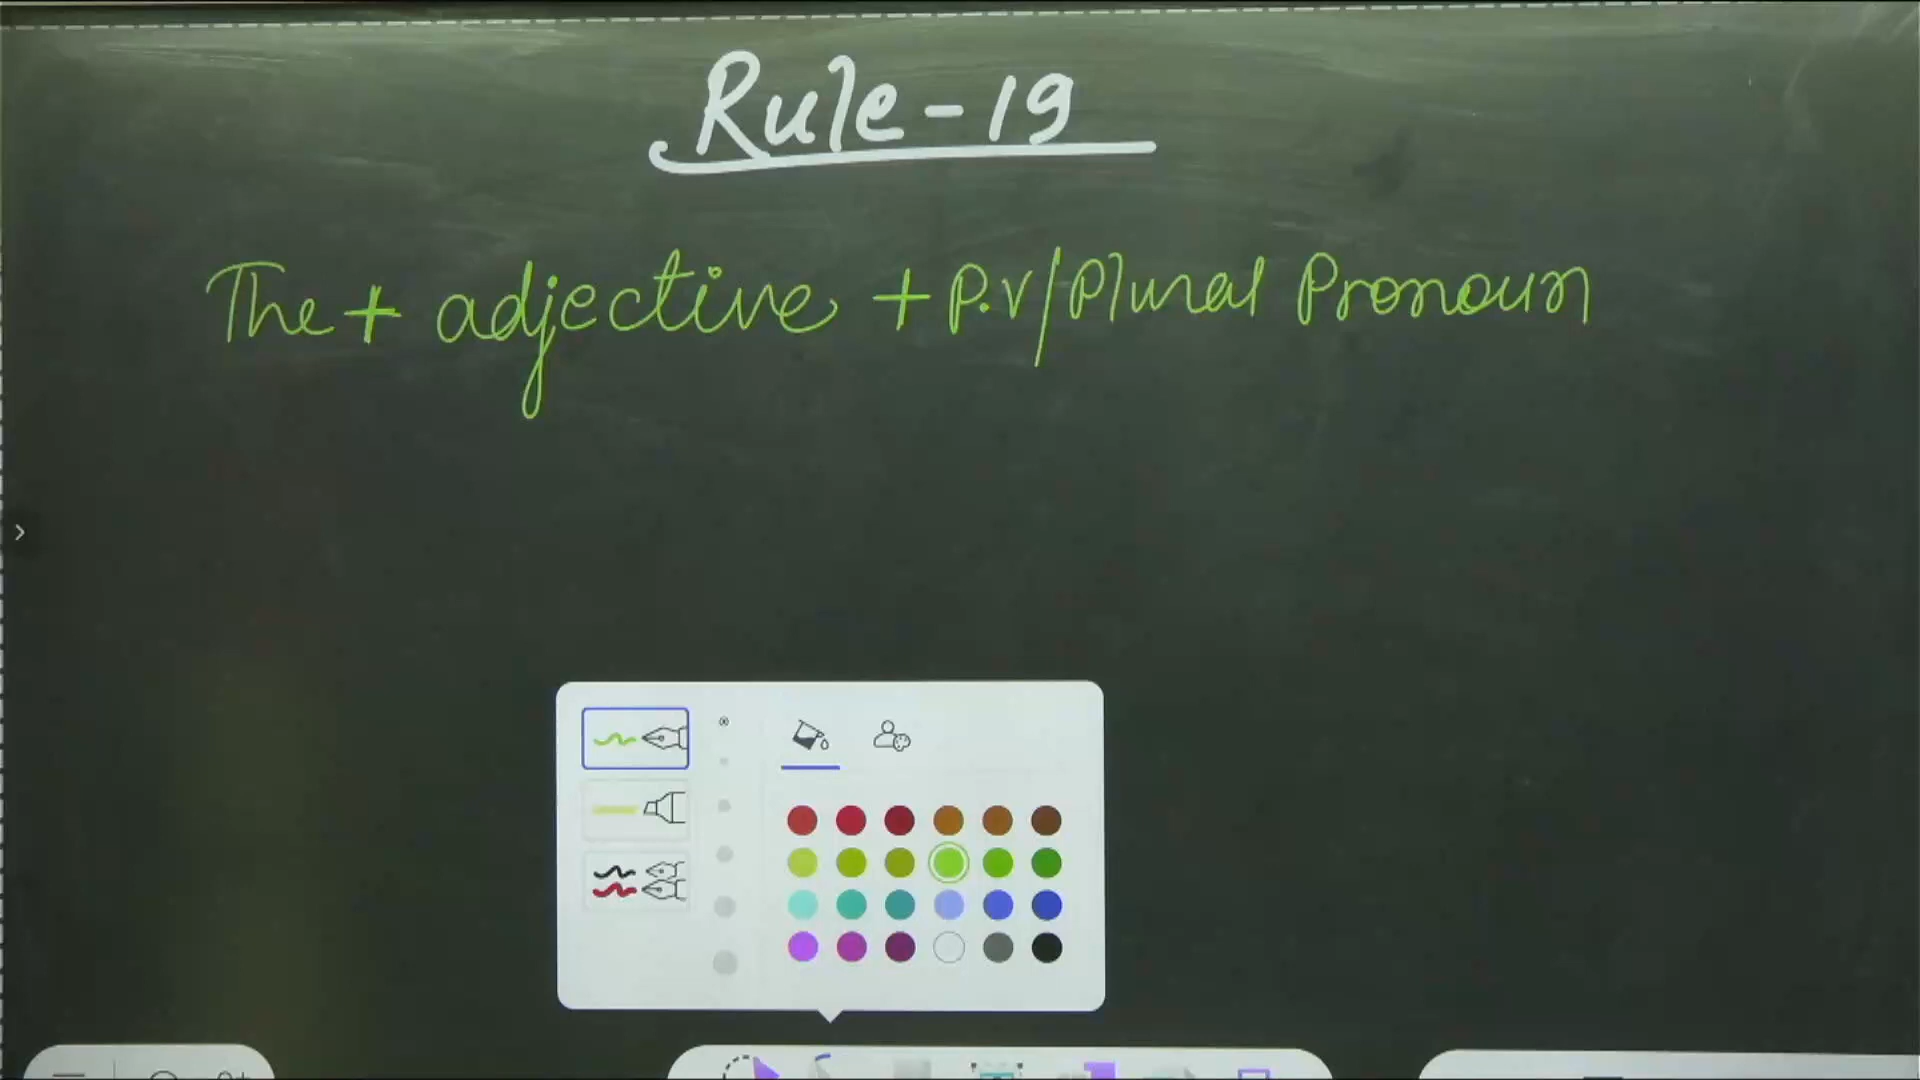 Rule-19
The + adjective + P.V/Plural Pronoun